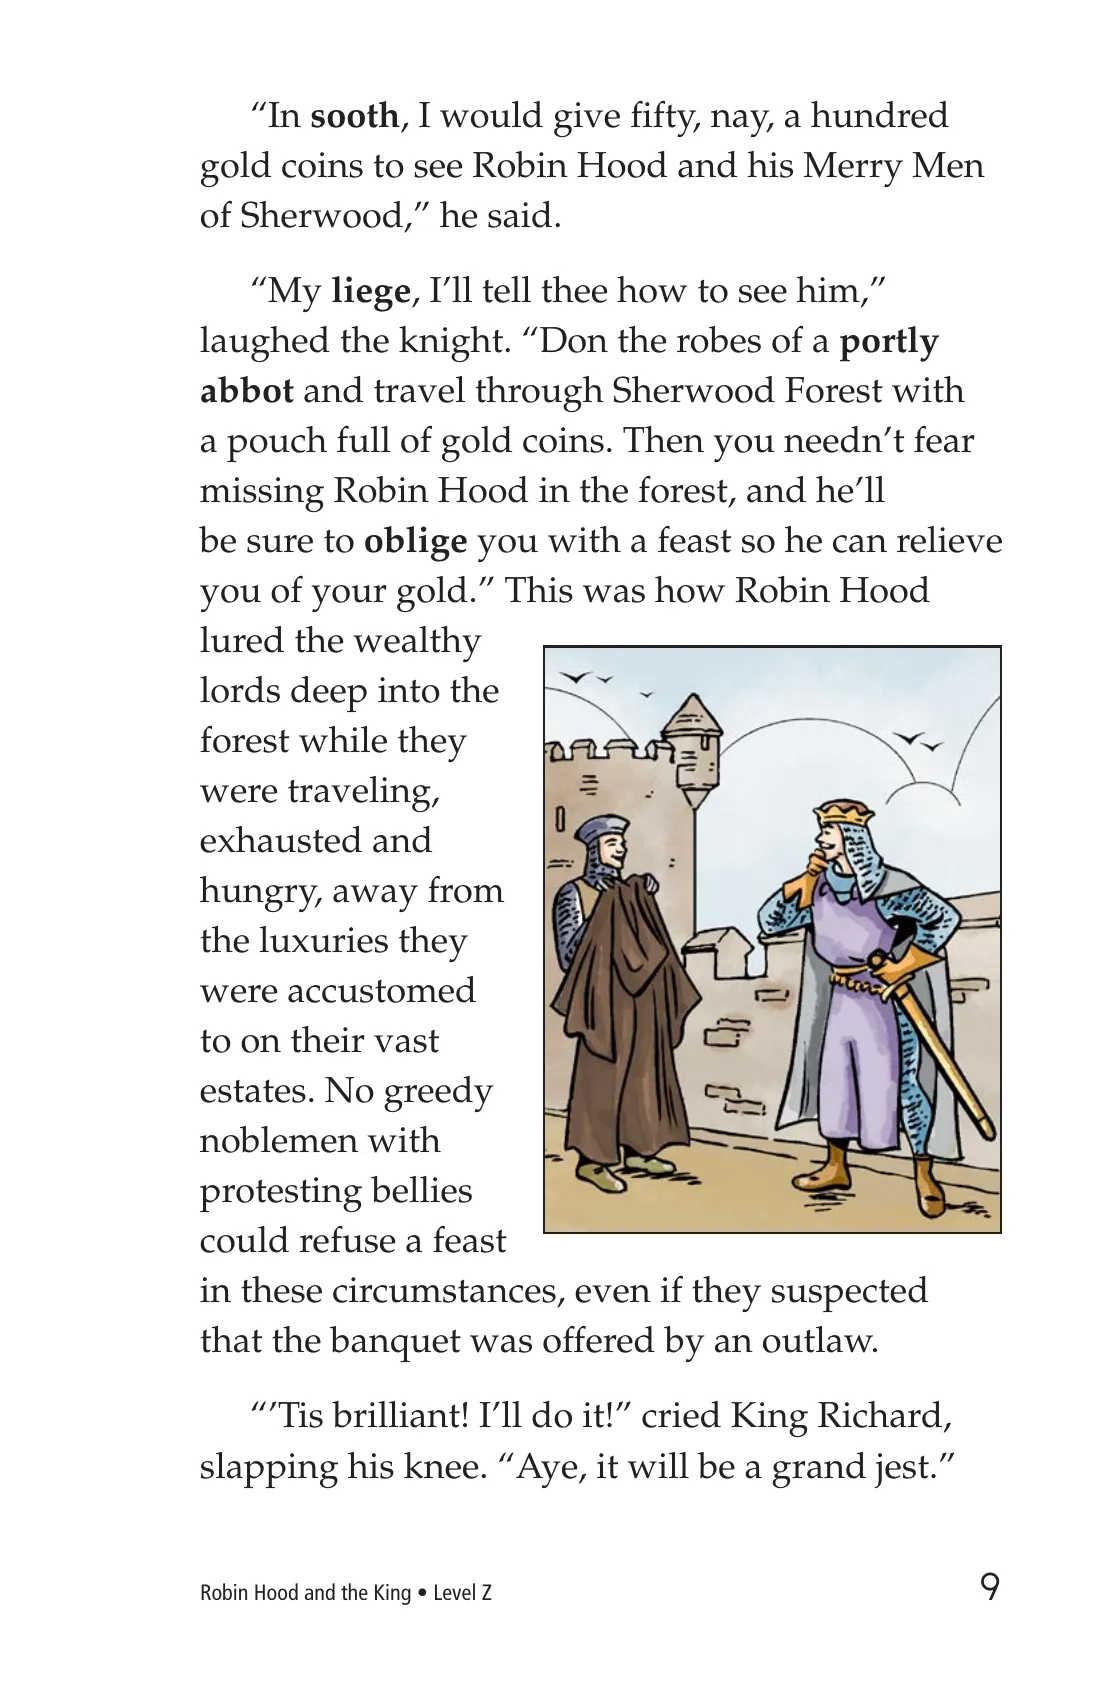 “In sooth, I would give fifty, nay, a hundred
gold coins to see Robin Hood and his Merry Men
of Sherwood,” he said.
“My liege, I’ll tell thee how to see him,”
laughed the knight. “Don the robes of a portly
abbot and travel through Sherwood Forest with
a pouch full of gold coins. Then you needn’t fear
missing Robin Hood in the forest, and he’ll
be sure to oblige you with a feast so he can relieve
you of your gold.” This was how Robin Hood
lured the wealthy
lords deep into the
forest while they
were traveling,
exhausted and
hungry, away from
the luxuries they
were accustomed
to on their vast
estates. No greedy
noblemen with
protesting bellies
could refuse a feast
in these circumstances, even if they suspected
that the banquet was offered by an outlaw.
“’Tis brilliant! I’ll do it!” cried King Richard,
slapping his knee. “Aye, it will be a grand jest.”
Robin Hood and the King • Level Z
9